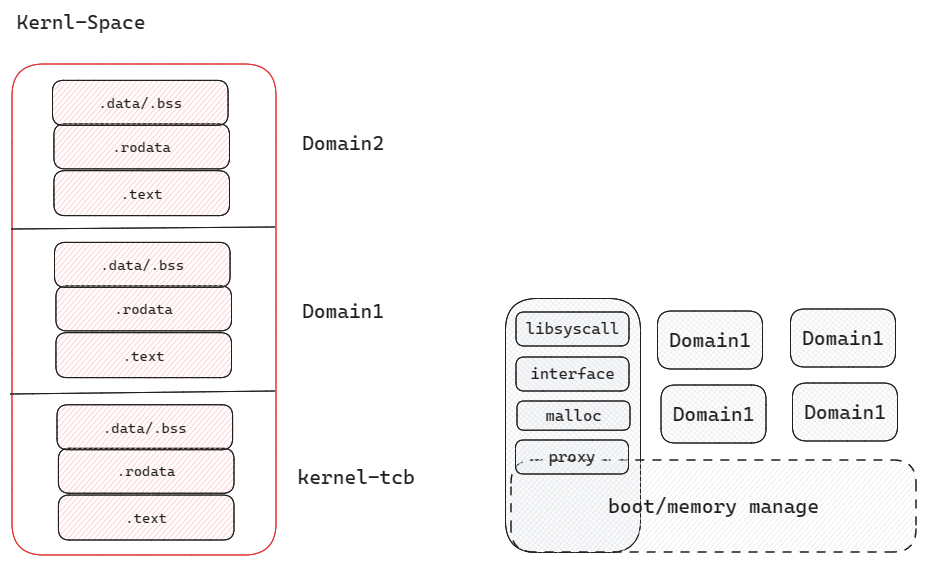 Kernl-Space
.data/.bss
.rodata
.text
Domain2
.data/.bss
.rodata
.text
Domain1
.data/.bss
.rodata
.text
kernel-tcb
libsyscall
interface
malloc
proxy
Domain1
Domain1
Domain1
Domain1
boot/memory manage